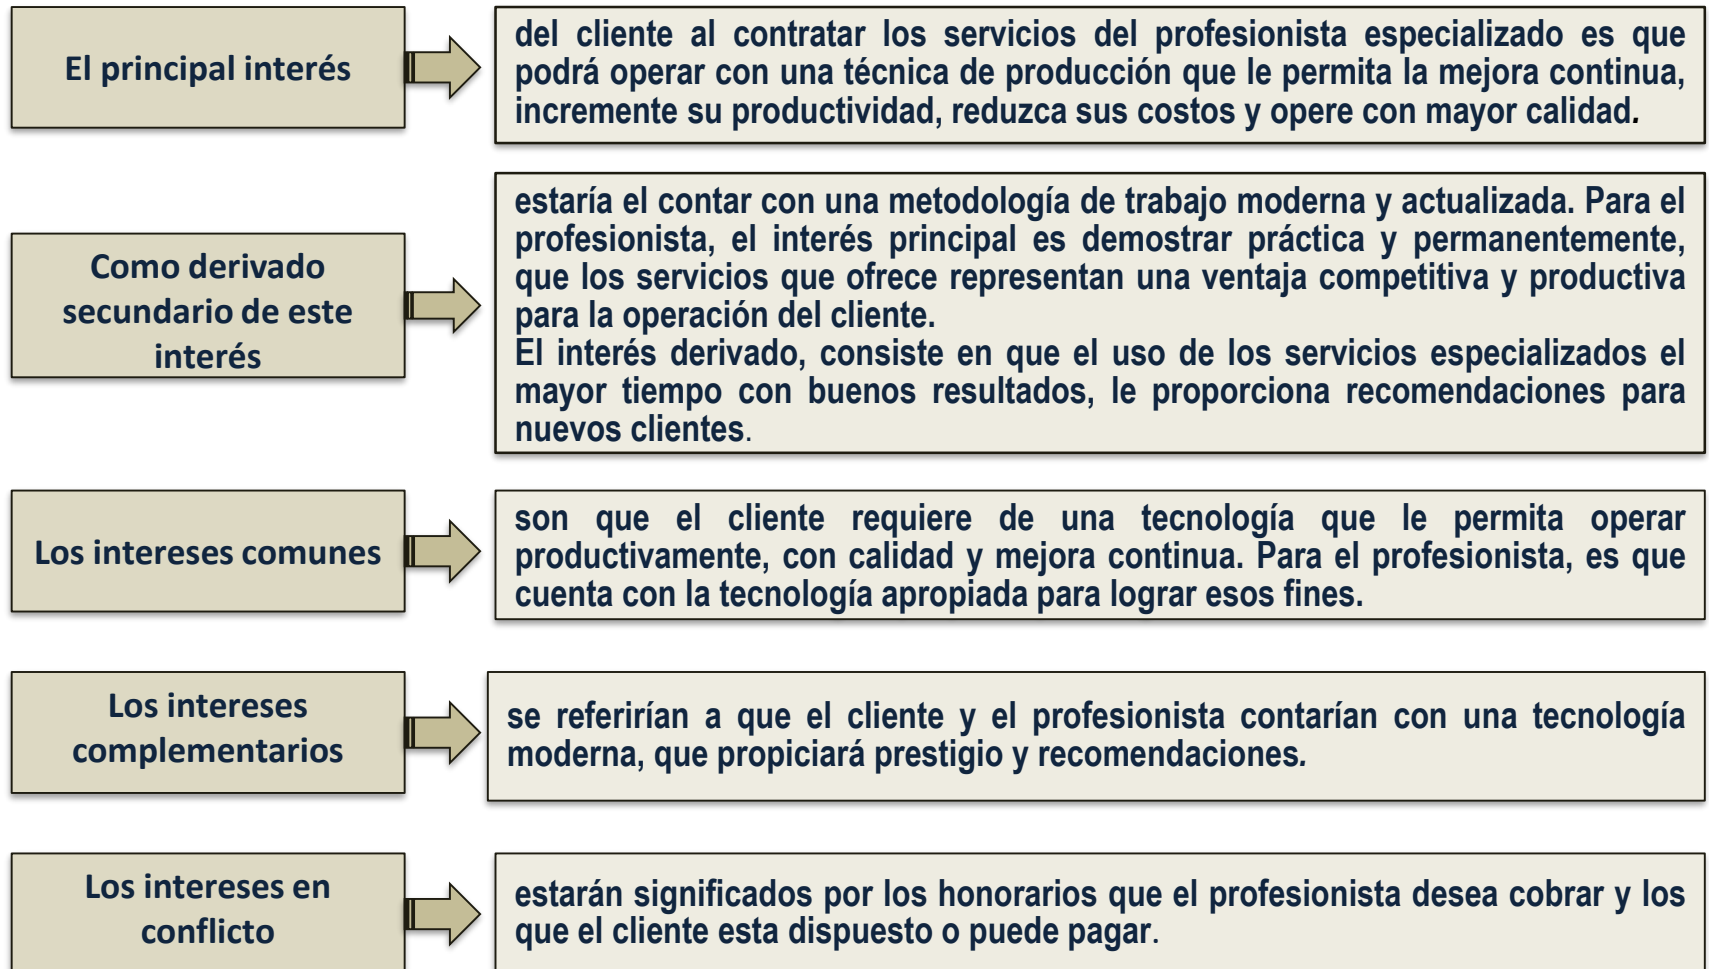 El principal interés
del cliente al contratar los servicios del profesionista especializado es que
podrá operar con una técnica de producción que le permita la mejora continua,
incremente su productividad, reduzca sus costos y opere con mayor calidad.
Como derivado
secundario de este
interés
estaría el contar con una metodología de trabajo moderna y actualizada. Para el
profesionista, el interés principal es demostrar práctica y permanentemente,
que los servicios que ofrece representan una ventaja competitiva y productiva
para la operación del cliente.
El interés derivado, consiste en que el uso de los servicios especializados el
mayor tiempo con buenos resultados, le proporciona recomendaciones para
nuevos clientes.
Los intereses comunes
son que el cliente requiere de una tecnología que le permita operar
productivamente, con calidad y mejora continua. Para el profesionista, es que
cuenta con la tecnología apropiada para lograr esos fines.
Los intereses
complementarios
se referirían a que el cliente y el profesionista contarían con una tecnología
moderna, que propiciará prestigio y recomendaciones.
Los intereses en
conflicto
estarán significados por los honorarios que el profesionista desea cobrar y los
que el cliente esta dispuesto o puede pagar.